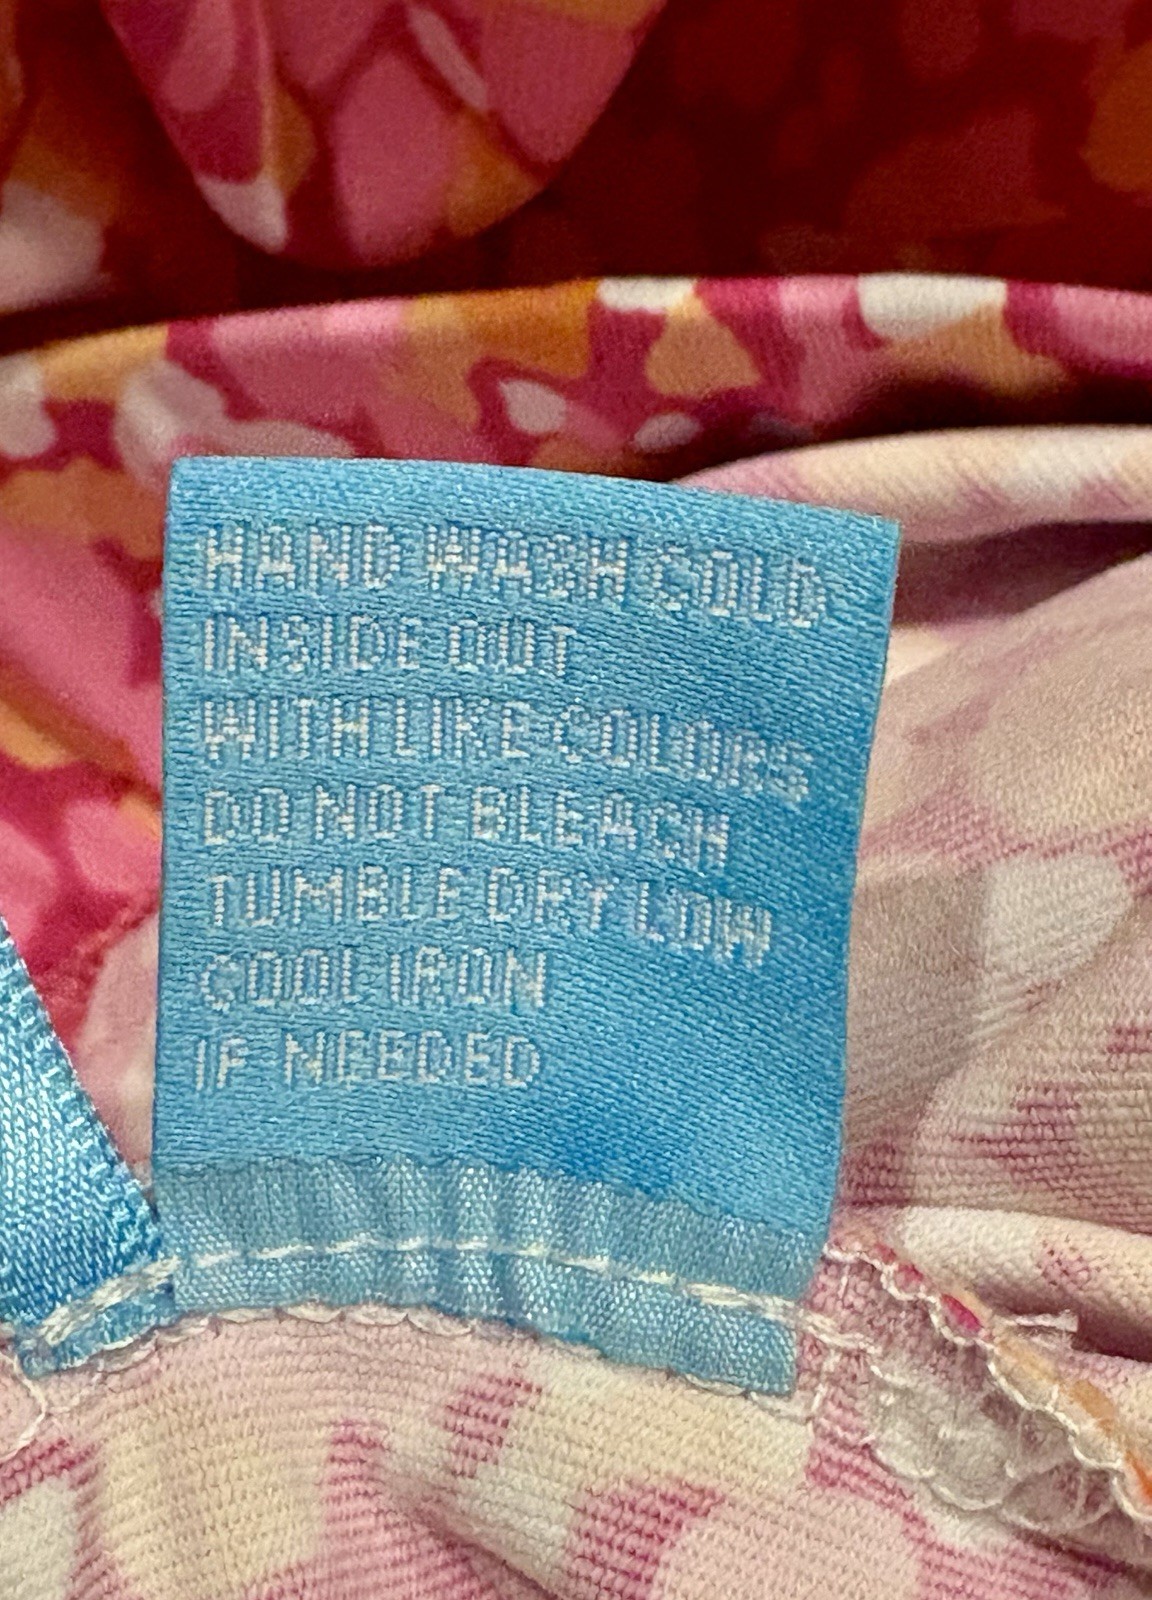 HAND WASH COLD
INSIDE OUT
WITH LIKE COLORS
DO NOT BLEACH
TUMBLE DRY LOW
COOL IRON
IF NEEDED